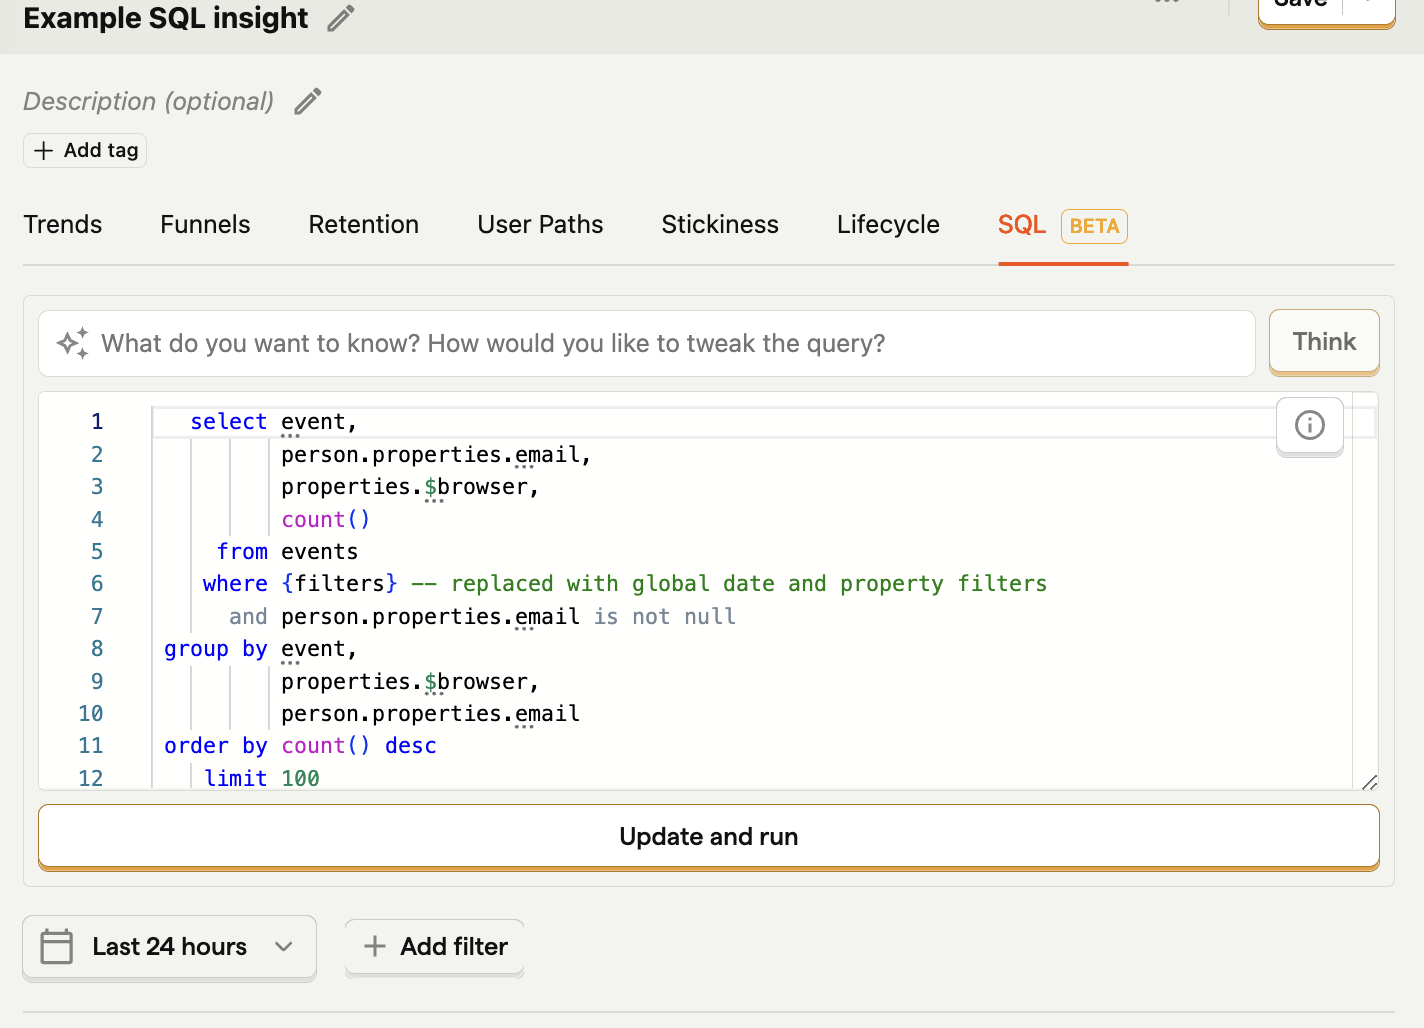 Example SQL insight
Save
Description (optional)
Add tag
Trends Funnels Retention User Paths Stickiness Lifecycle SQL BETA
What do you want to know? How would you like to tweak the query? Think
1 select event,
2 person.properties.email,
3 properties.$browser,
4 count()
5 from events
6 where {filters} -- replaced with global date and property filters
7 and person.properties.email is not null
8 group by event,
9 properties.$browser,
10 person.properties.email
11 order by count() desc
12 limit 100
Update and run
Last 24 hours Add filter